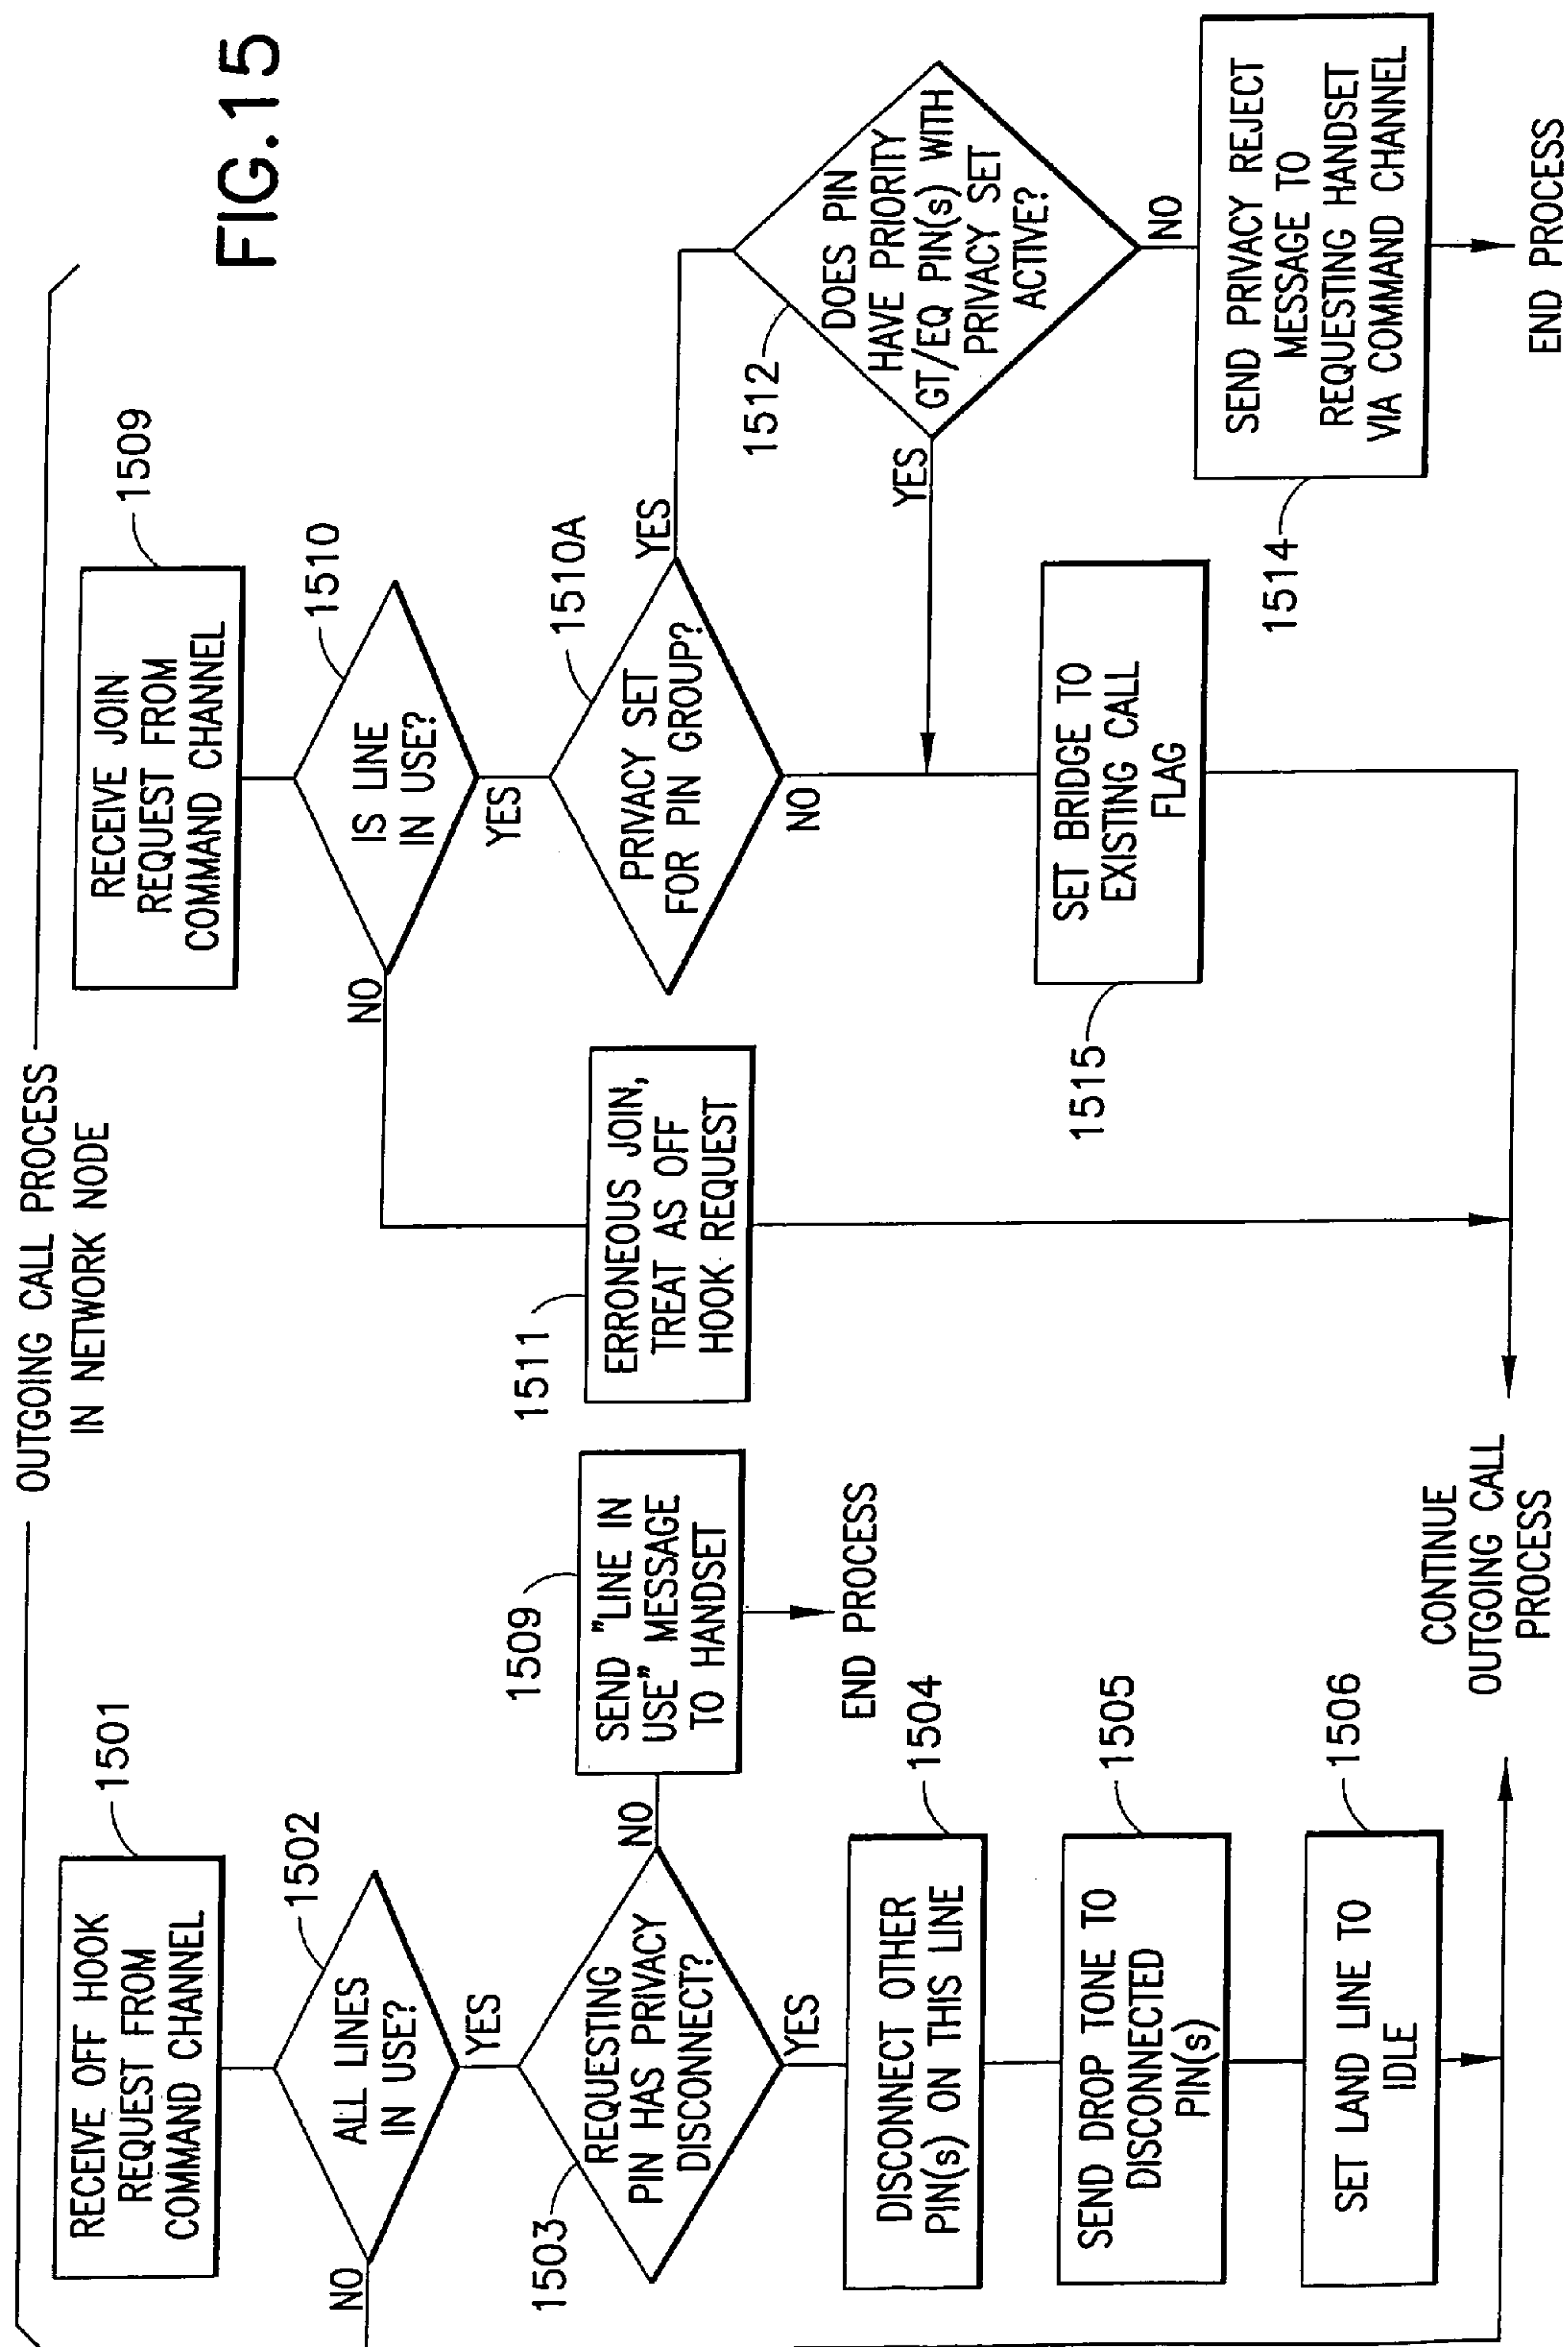 FIG.15
OUTGOING CALL PROCESS
IN NETWORK NODE
1501
RECEIVE OFF HOOK
REQUEST FROM
COMMAND CHANNEL
1502
ALL LINES
IN USE?
NO
YES
1503
REQUESTING
PIN HAS PRIVACY
DISCONNECT?
NO
YES
1509
SEND "LINE IN
USE" MESSAGE
TO HANDSET
END PROCESS
1504
DISCONNECT OTHER
PIN(s) ON THIS LINE
1505
SEND DROP TONE TO
DISCONNECTED
PIN(s)
1506
SET LAND LINE TO
IDLE
CONTINUE
OUTGOING CALL
PROCESS
1509
RECEIVE JOIN
REQUEST FROM
COMMAND CHANNEL
1510
IS LINE
IN USE?
NO
YES
1511
ERRONEOUS JOIN,
TREAT AS OFF
HOOK REQUEST
1510A
PRIVACY SET
FOR PIN GROUP?
YES
NO
1512
DOES PIN
HAVE PRIORITY
GT/EQ PIN(s) WITH
PRIVACY SET
ACTIVE?
YES
NO
1515
SET BRIDGE TO
EXISTING CALL
FLAG
1514
SEND PRIVACY REJECT
MESSAGE TO
REQUESTING HANDSET
VIA COMMAND CHANNEL
END PROCESS